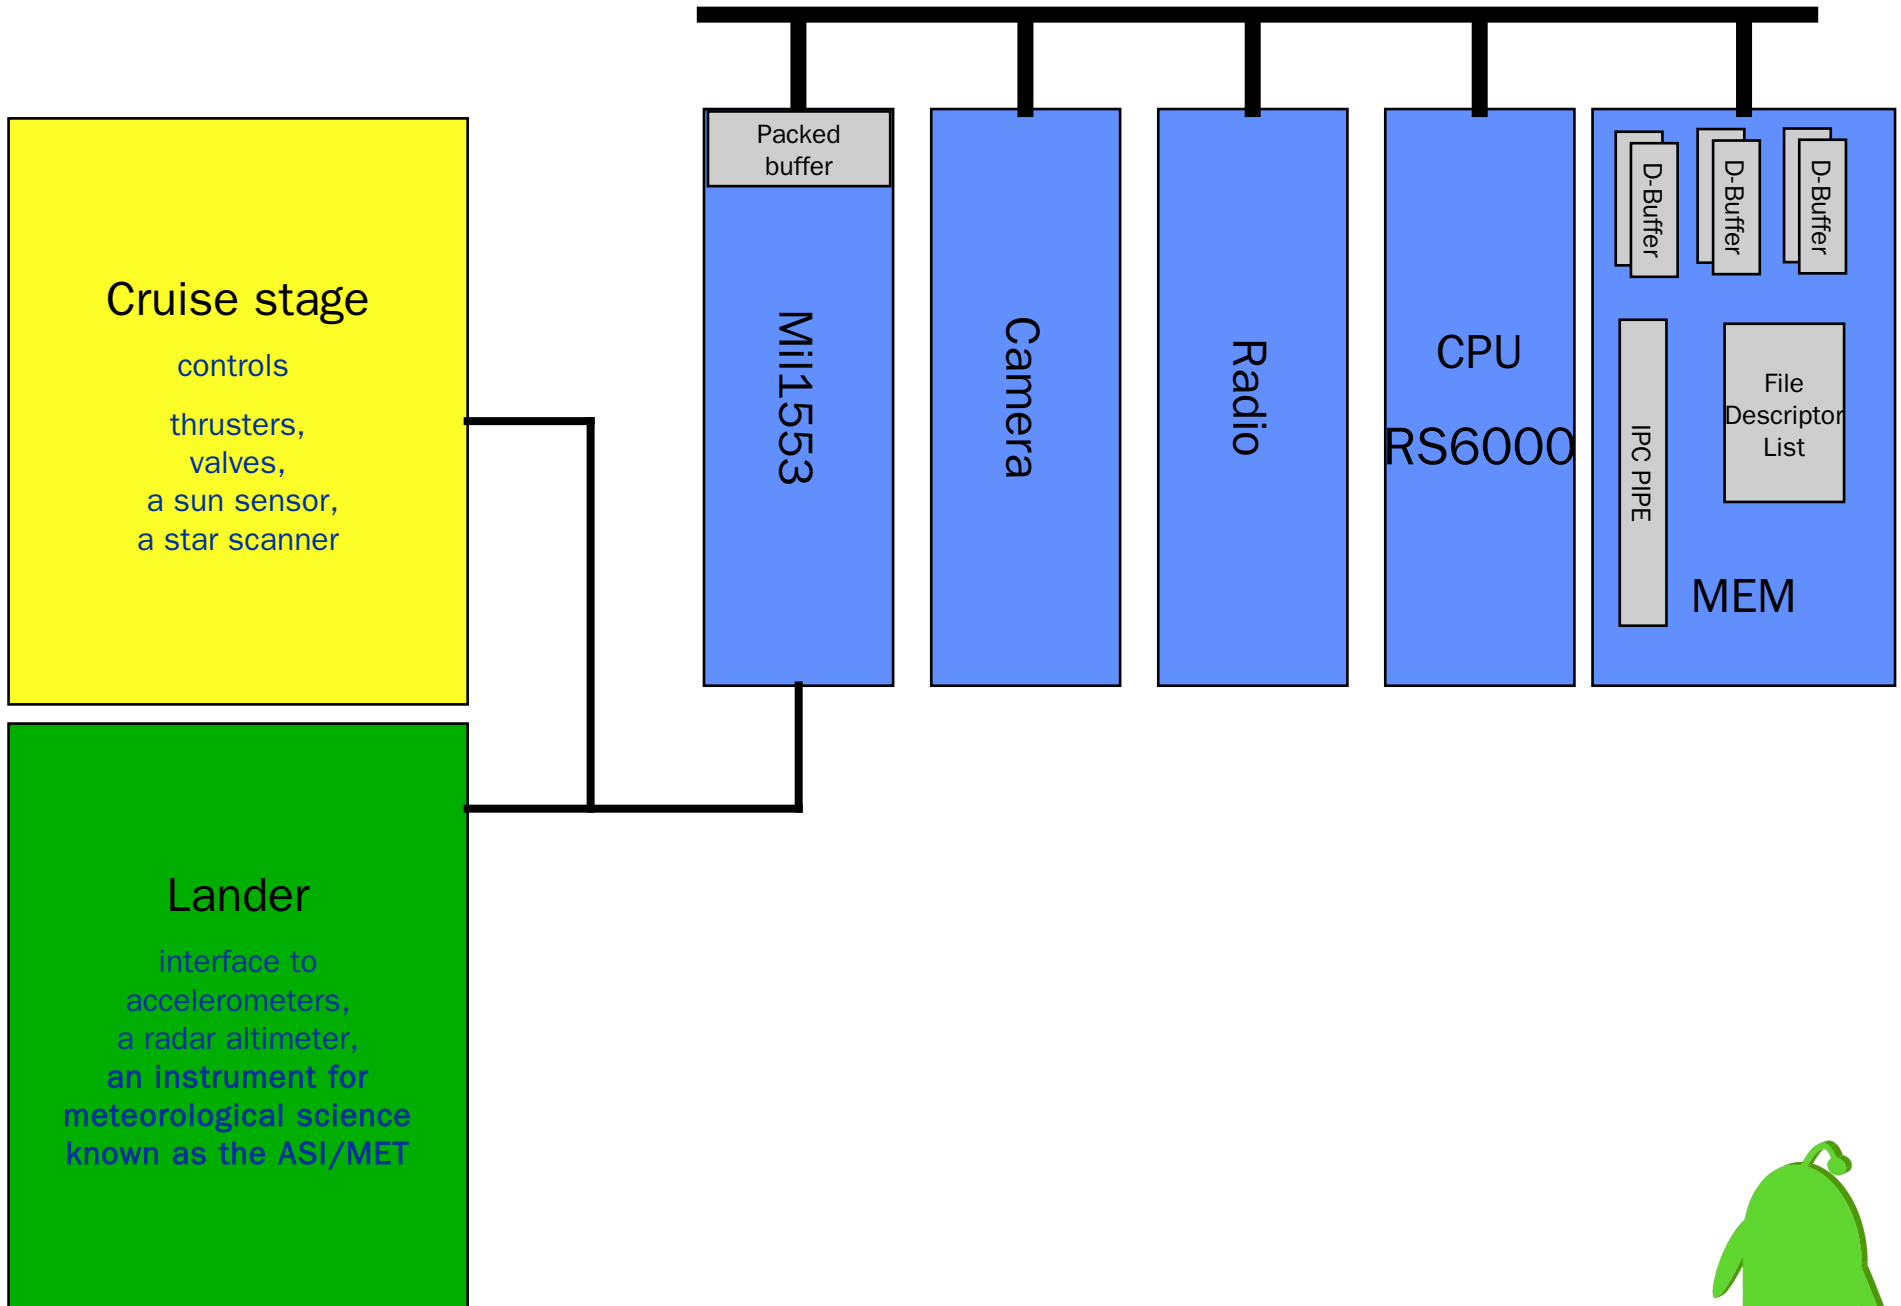 Cruise stage
controls
thrusters,
valves,
a sun sensor,
a star scanner
Lander
interface to
accelerometers,
a radar altimeter,
an instrument for
meteorological science
known as the ASI/MET
Packed
buffer
Mil1553
Camera
Radio
CPU
RS6000
D-Buffer
D-Buffer
D-Buffer
IPC PIPE
File
Descriptor
List
MEM